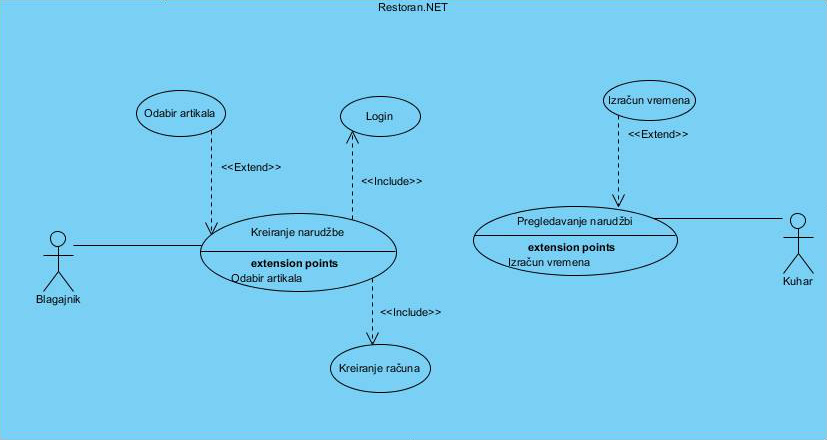 Restoran.NET
Odabir artikala
Login
Izračun vremena
<<Extend>>
<<Extend>>
<<Include>>
Kreiranje narudžbe
extension points
Odabir artikala
Pregledavanje narudžbi
extension points
Izračun vremena
Blagajnik
Kuhar
<<Include>>
Kreiranje računa